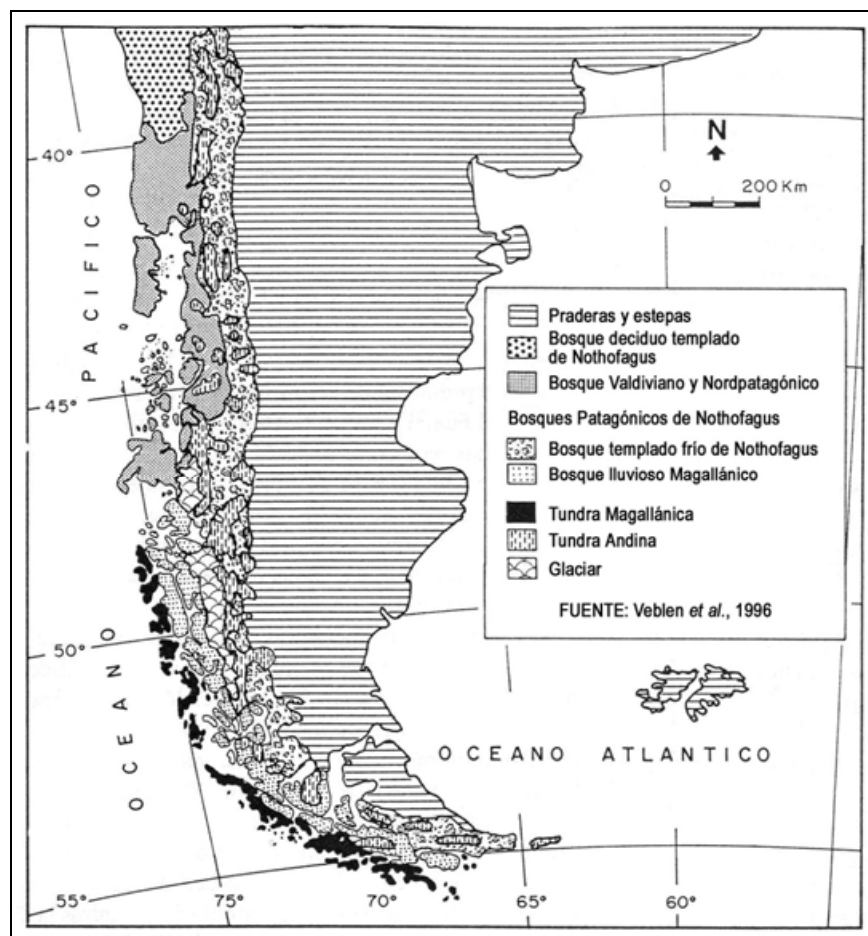 N
0 200 Km
40°
PACIFICO
Praderas y estepas
Bosque deciduo templado
de Nothofagus
Bosque Valdiviano y Nordpatagónico
Bosques Patagónicos de Nothofagus
45°
Bosque templado frío de Nothofagus
Bosque lluvioso Magallánico
Tundra Magallánica
Tundra Andina
Glaciar
FUENTE: Veblen et al., 1996
50°
OCEANO
OCEANO ATLANTICO
55° 75° 70° 65° 60°